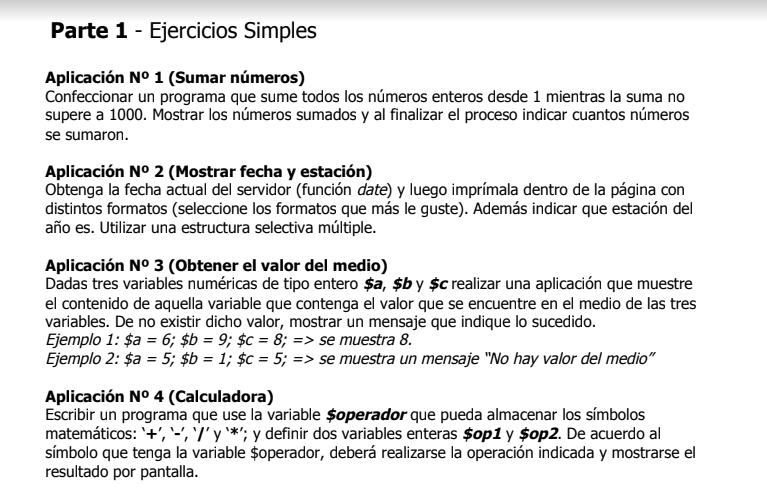 Parte 1 - Ejercicios Simples
Aplicación Nº 1 (Sumar números)
Confeccionar un programa que sume todos los números enteros desde 1 mientras la suma no
supere a 1000. Mostrar los números sumados y al finalizar el proceso indicar cuantos números
se sumaron.
Aplicación Nº 2 (Mostrar fecha y estación)
Obtenga la fecha actual del servidor (función date) y luego imprímala dentro de la página con
distintos formatos (seleccione los formatos que más le guste). Además indicar que estación del
año es. Utilizar una estructura selectiva múltiple.
Aplicación Nº 3 (Obtener el valor del medio)
Dadas tres variables numéricas de tipo entero $a, $b y $c realizar una aplicación que muestre
el contenido de aquella variable que contenga el valor que se encuentre en el medio de las tres
variables. De no existir dicho valor, mostrar un mensaje que indique lo sucedido.
Ejemplo 1: $a = 6; $b = 9; $c = 8; => se muestra 8.
Ejemplo 2: $a = 5; $b = 1; $c = 5; => se muestra un mensaje “No hay valor del medio”
Aplicación Nº 4 (Calculadora)
Escribir un programa que use la variable $operador que pueda almacenar los símbolos
matemáticos: ‘+’, ‘-’, ‘/’ y ‘*’; y definir dos variables enteras $op1 y $op2. De acuerdo al
símbolo que tenga la variable $operador, deberá realizarse la operación indicada y mostrarse el
resultado por pantalla.